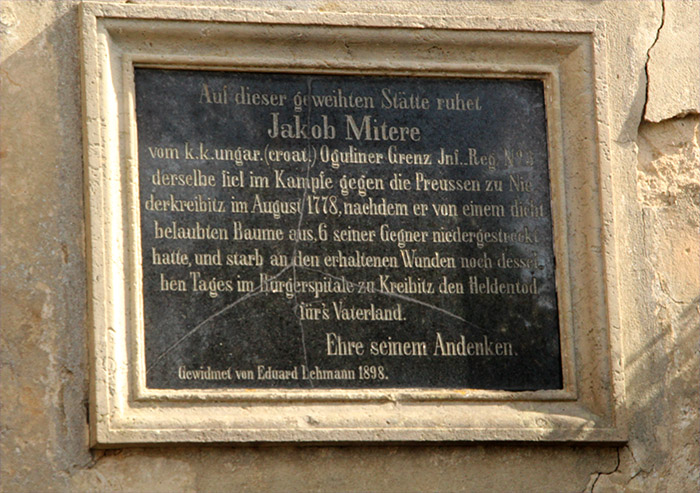 Auf dieser geweihten Stätte ruhet
Jakob Mitere
vom k.k.ungar.(croat.) Oguliner Grenz Jnf.. Reg. Nº 3
derselbe fiel im Kampfe gegen die Preussen zu Nie
derkreibitz im August 1778, nachdem er von einem dicht
belaubten Baume aus, 6 seiner Gegner niedergestreckt
hatte, und starb an den erhaltenen Wunden noch dessel
ben Tages im Bürgerspitale zu Kreibitz den Heldentod
für's Vaterland.
Ehre seinem Andenken.
Gewidmet von Eduard Lehmann 1898.